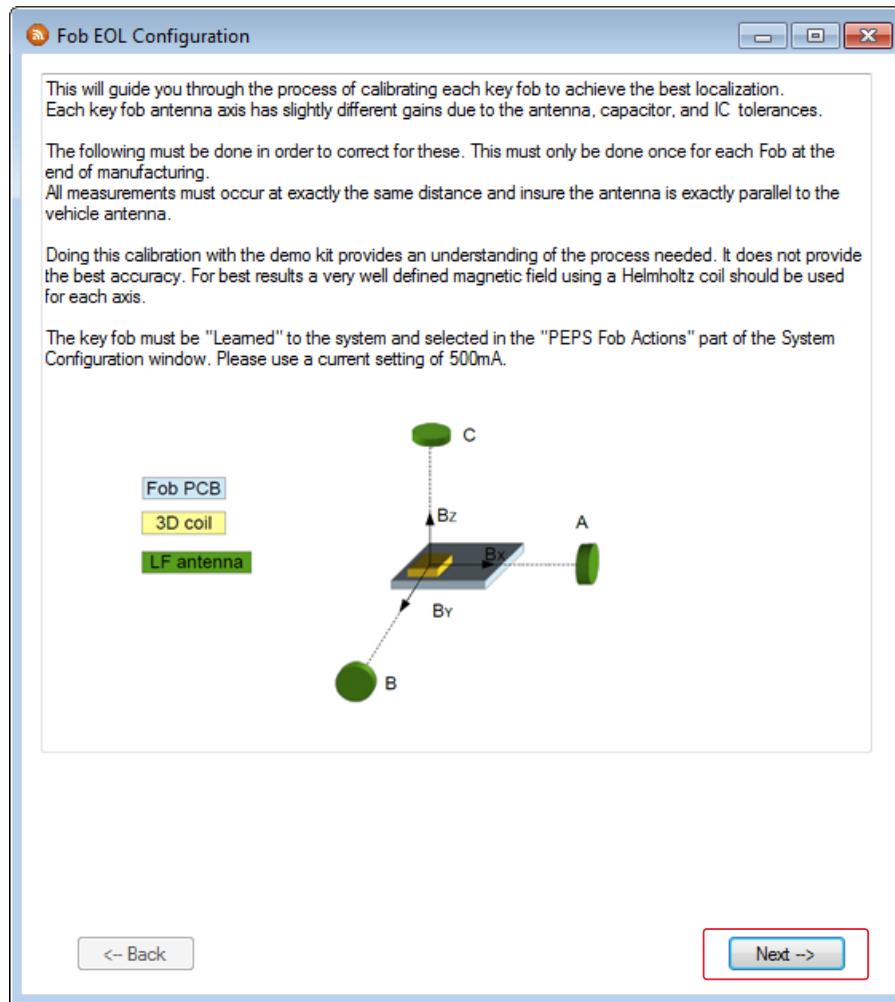 Fob EOL Configuration
This will guide you through the process of calibrating each key fob to achieve the best localization.
Each key fob antenna axis has slightly different gains due to the antenna, capacitor, and IC tolerances.
The following must be done in order to correct for these. This must only be done once for each Fob at the
end of manufacturing.
All measurements must occur at exactly the same distance and insure the antenna is exactly parallel to the
vehicle antenna.
Doing this calibration with the demo kit provides an understanding of the process needed. It does not provide
the best accuracy. For best results a very well defined magnetic field using a Helmholtz coil should be used
for each axis.
The key fob must be "Learned" to the system and selected in the "PEPS Fob Actions" part of the System
Configuration window. Please use a current setting of 500mA.
C
Fob PCB
3D coil
LF antenna
Bz
A
Bx
By
B
<-- Back
Next -->